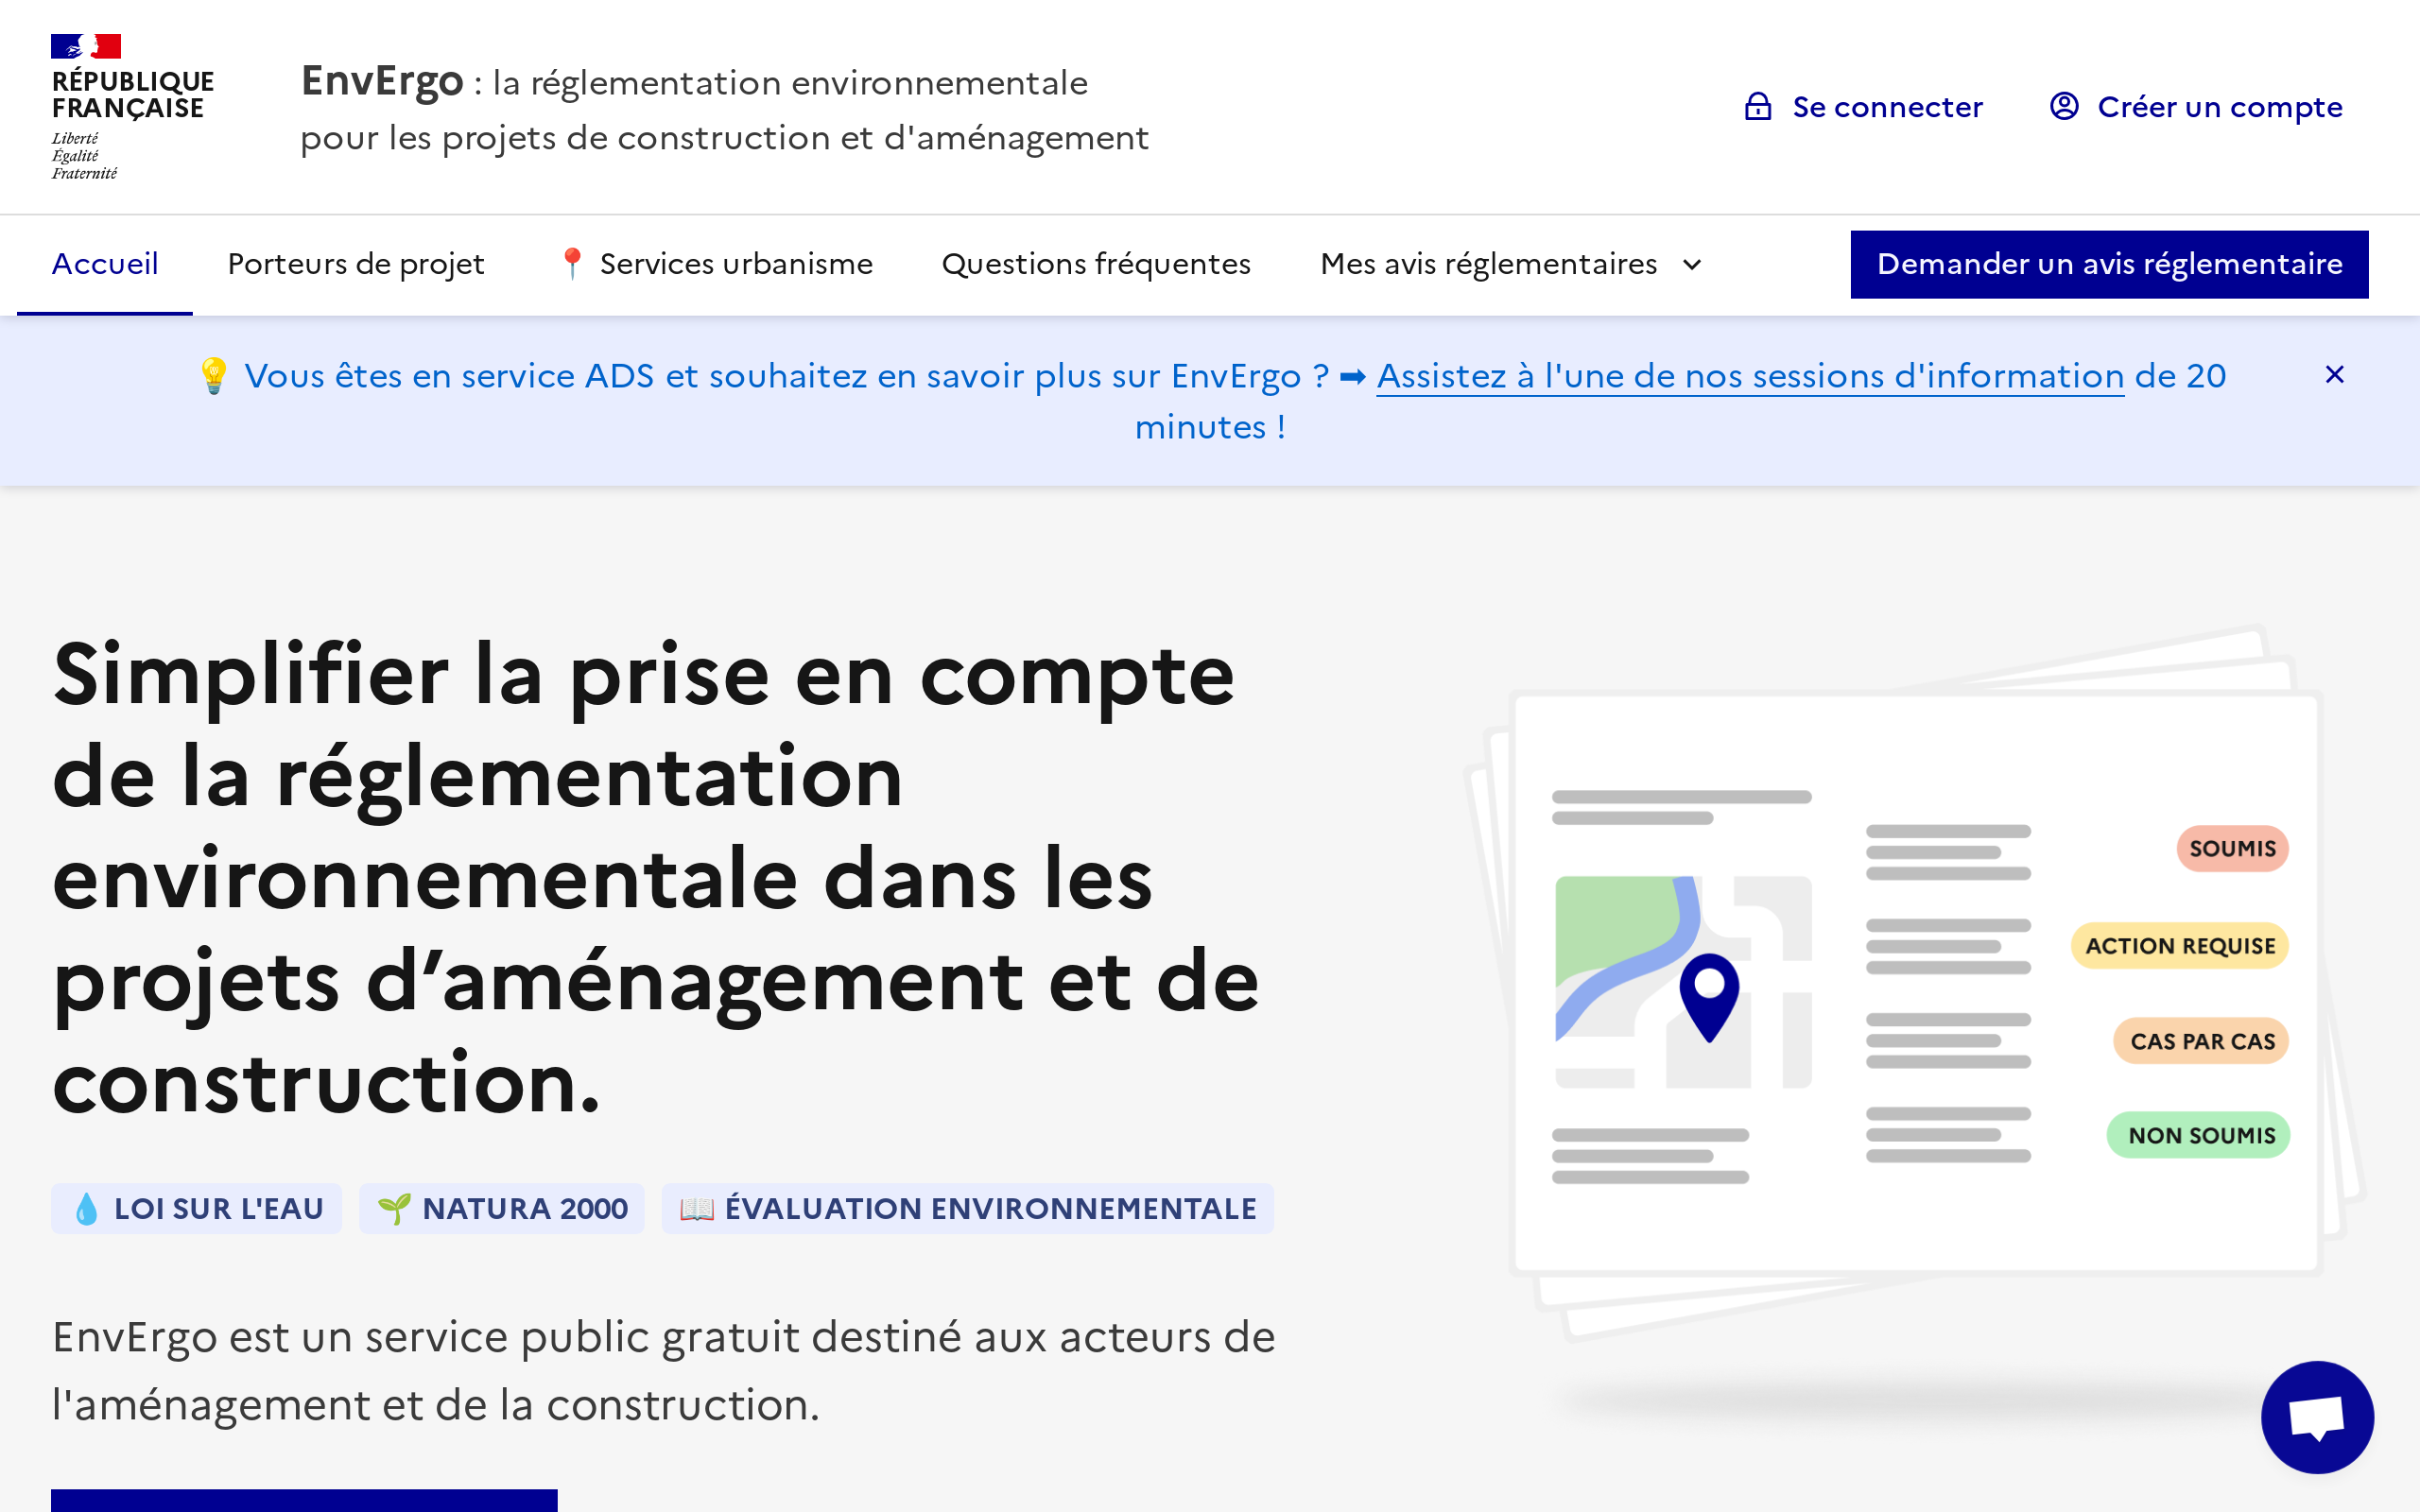 RÉPUBLIQUE
FRANÇAISE
Liberté
Égalité
Fraternité
EnvErgo : la réglementation environnementale
pour les projets de construction et d'aménagement
Se connecter
Créer un compte
Accueil
Porteurs de projet
📍 Services urbanisme
Questions fréquentes
Mes avis réglementaires
Demander un avis réglementaire
💡 Vous êtes en service ADS et souhaitez en savoir plus sur EnvErgo ? ➡ Assistez à l'une de nos sessions d'information de 20
minutes !
Simplifier la prise en compte
de la réglementation
environnementale dans les
projets d’aménagement et de
construction.
💧 LOI SUR L'EAU
🌱 NATURA 2000
📖 ÉVALUATION ENVIRONNEMENTALE
EnvErgo est un service public gratuit destiné aux acteurs de
l'aménagement et de la construction.
SOUMIS
ACTION REQUISE
CAS PAR CAS
NON SOUMIS